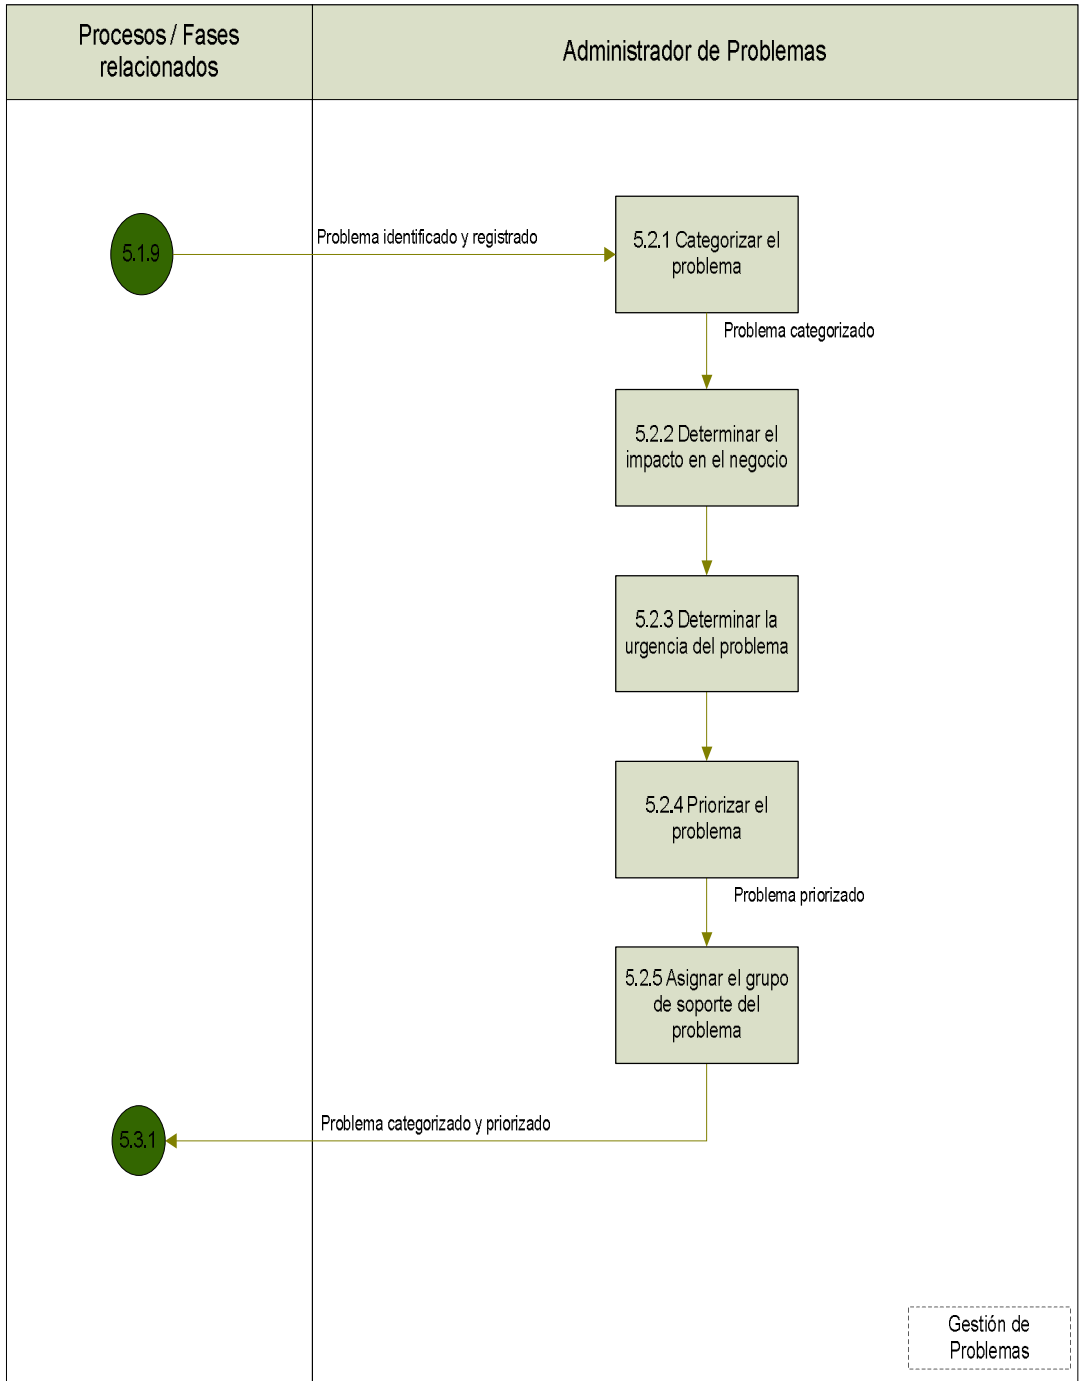 Procesos / Fases
relacionados
Administrador de Problemas
5.1.9
Problema identificado y registrado
5.2.1 Categorizar el
problema
Problema categorizado
5.2.2 Determinar el
impacto en el negocio
5.2.3 Determinar la
urgencia del problema
5.2.4 Priorizar el
problema
Problema priorizado
5.2.5 Asignar el grupo
de soporte del
problema
Problema categorizado y priorizado
5.3.1
Gestión de
Problemas